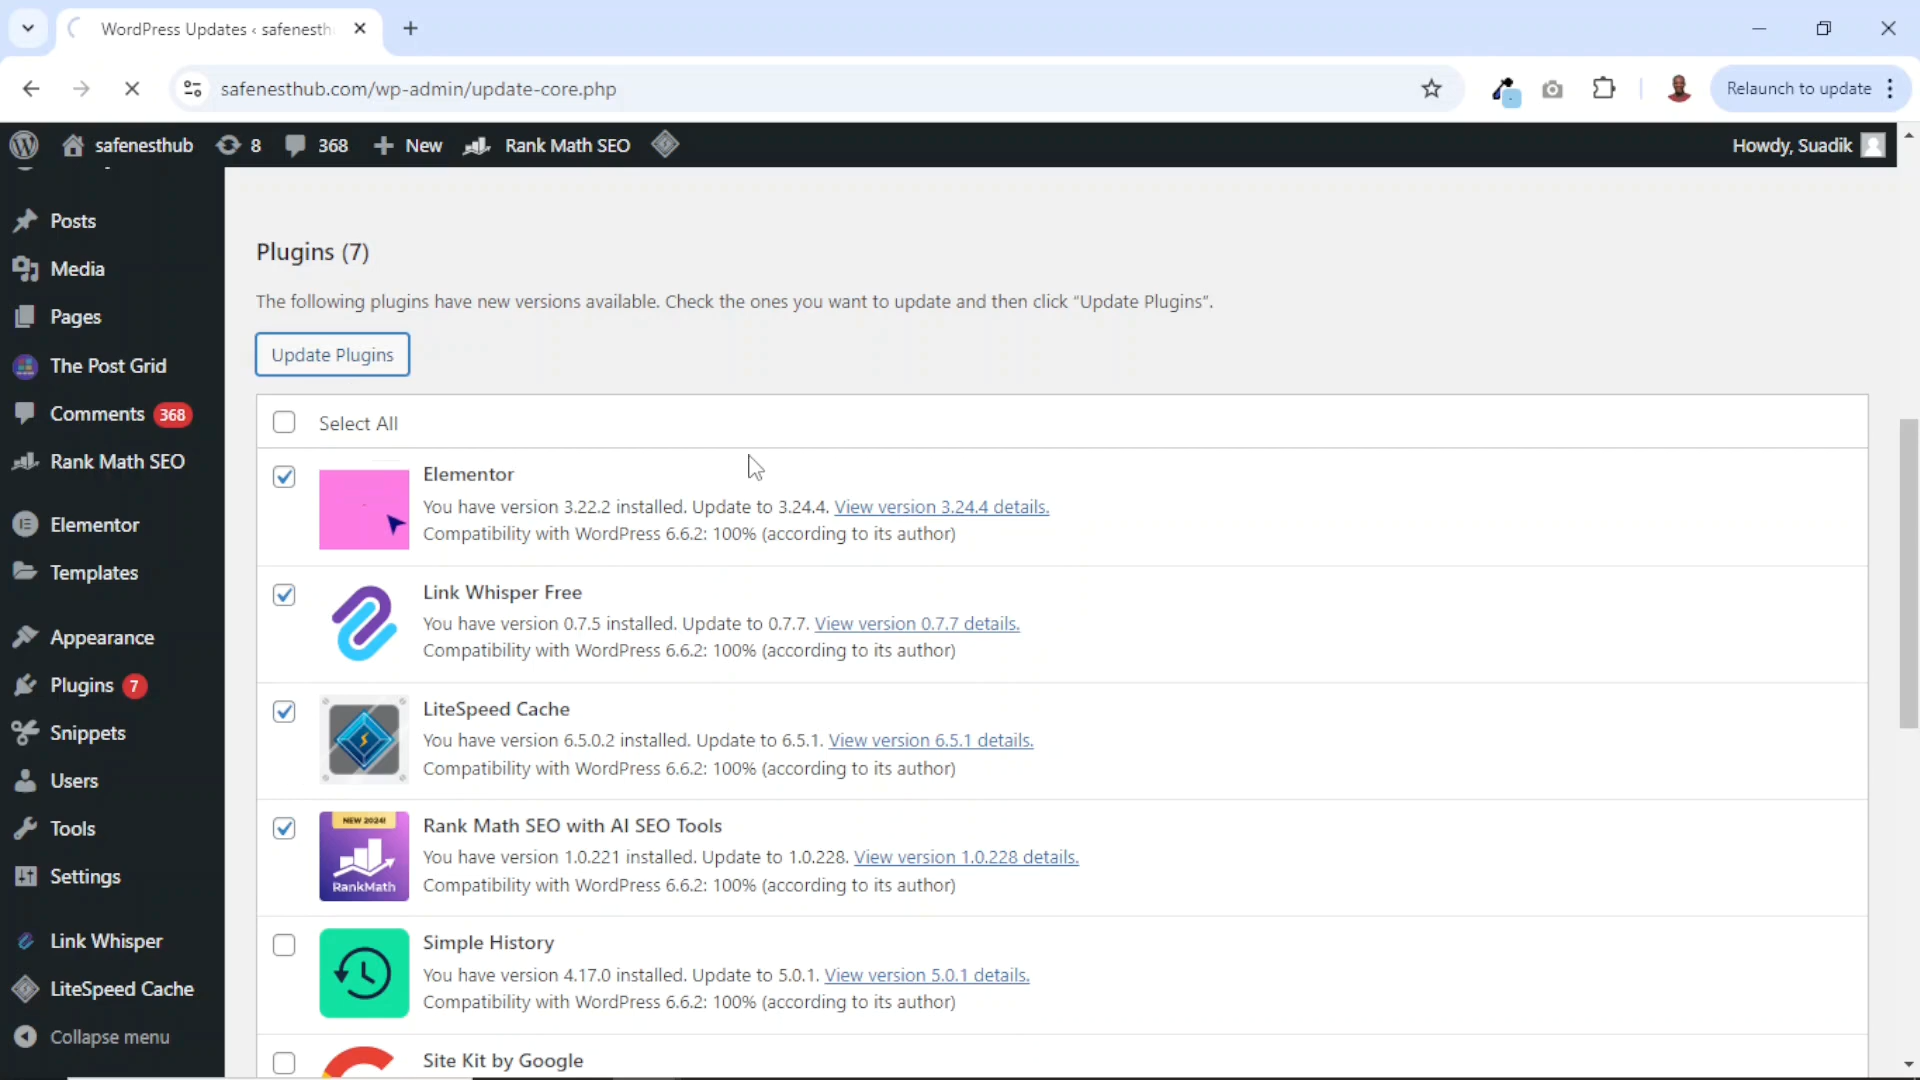 WordPress Updates ‹ safenesth
safenesthub.com/wp-admin/update-core.php
Relaunch to update
safenesthub
8
368
New
Rank Math SEO
Howdy, Suadik
Posts
Media
Pages
The Post Grid
Comments 368
Rank Math SEO
Elementor
Templates
Appearance
Plugins 7
Snippets
Users
Tools
Settings
Link Whisper
LiteSpeed Cache
Collapse menu
Plugins (7)
The following plugins have new versions available. Check the ones you want to update and then click “Update Plugins”.
Update Plugins
Select All
Elementor
You have version 3.22.2 installed. Update to 3.24.4. View version 3.24.4 details.
Compatibility with WordPress 6.6.2: 100% (according to its author)
Link Whisper Free
You have version 0.7.5 installed. Update to 0.7.7. View version 0.7.7 details.
Compatibility with WordPress 6.6.2: 100% (according to its author)
LiteSpeed Cache
You have version 6.5.0.2 installed. Update to 6.5.1. View version 6.5.1 details.
Compatibility with WordPress 6.6.2: 100% (according to its author)
NEW 2024!
RankMath
Rank Math SEO with AI SEO Tools
You have version 1.0.221 installed. Update to 1.0.228. View version 1.0.228 details.
Compatibility with WordPress 6.6.2: 100% (according to its author)
Simple History
You have version 4.17.0 installed. Update to 5.0.1. View version 5.0.1 details.
Compatibility with WordPress 6.6.2: 100% (according to its author)
Site Kit by Google